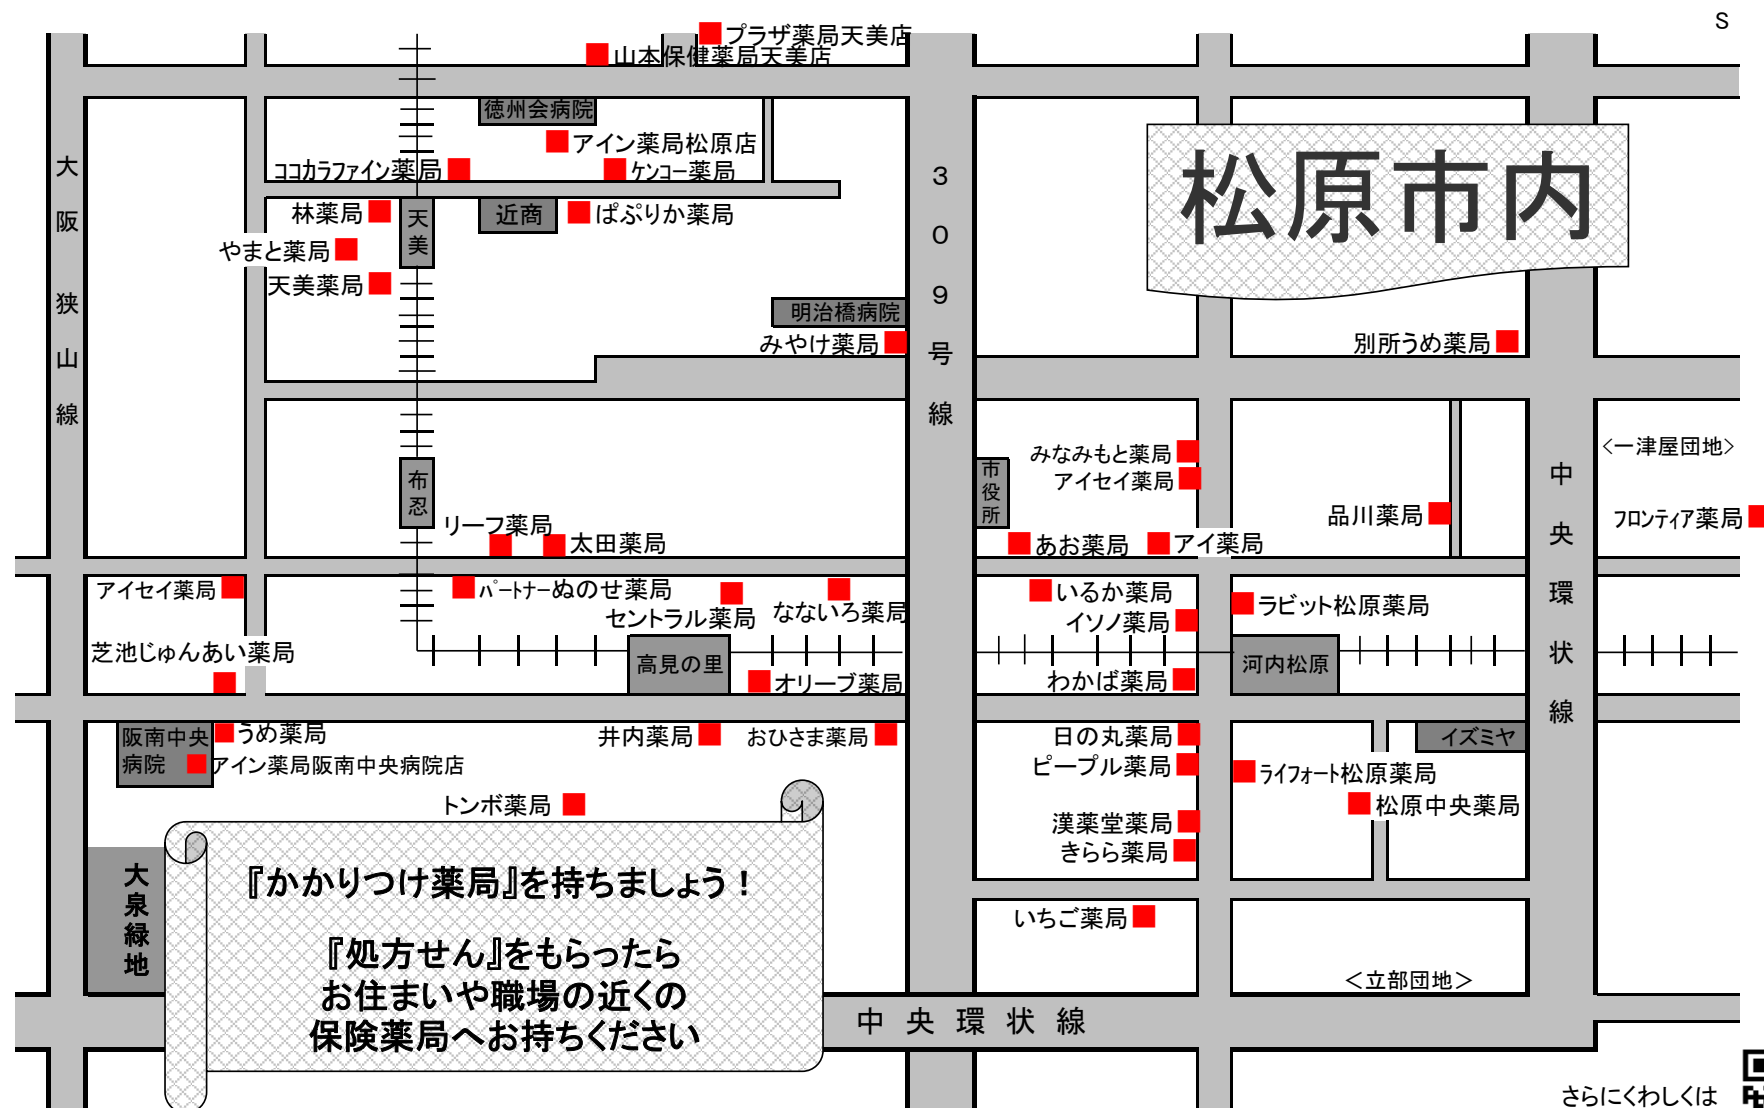 S
プラザ薬局天美店
山本保健薬局天美店
徳州会病院
アイン薬局松原店
ココカラファイン薬局
ケンコー薬局
大阪狭山線
309号線
松原市内
林薬局
天美
近商
ぱぷりか薬局
やまと薬局
天美薬局
明治橋病院
みやけ薬局
別所うめ薬局
みなみもと薬局
アイセイ薬局
市役所
布忍
<一津屋団地>
中央環状線
品川薬局
フロンティア薬局
リーフ薬局
太田薬局
あお薬局
アイ薬局
アイセイ薬局
パートナーぬのせ薬局
セントラル薬局
なないろ薬局
いるか薬局
イソノ薬局
ラビット松原薬局
芝池じゅんあい薬局
高見の里
オリーブ薬局
わかば薬局
河内松原
阪南中央
病院
うめ薬局
アイン薬局阪南中央病院店
井内薬局
おひさま薬局
日の丸薬局
ピープル薬局
イズミヤ
ライフォート松原薬局
松原中央薬局
トンボ薬局
漢薬堂薬局
きらら薬局
大泉緑地
『かかりつけ薬局』を持ちましょう！
『処方せん』をもらったら
お住まいや職場の近くの
保険薬局へお持ちください
いちご薬局
＜立部団地＞
中央環状線
さらにくわしくは